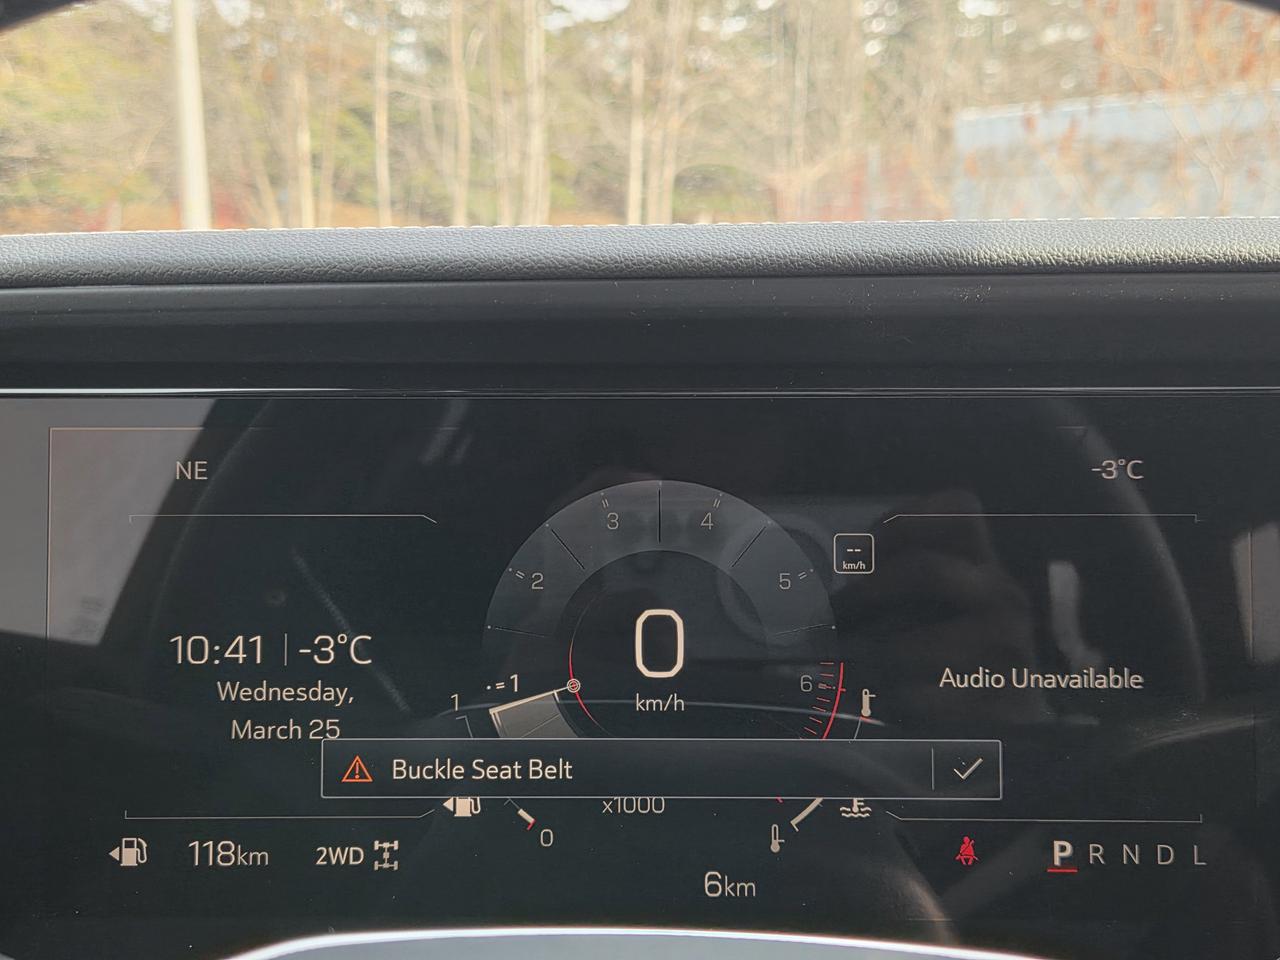 NE
-3°C
3
4
2
5
--
km/h
10:41 | -3°C
Wednesday,
March 25
0
km/h
1
1
6
Audio Unavailable
Buckle Seat Belt
x1000
0
118km
2WD
P R N D L
6km